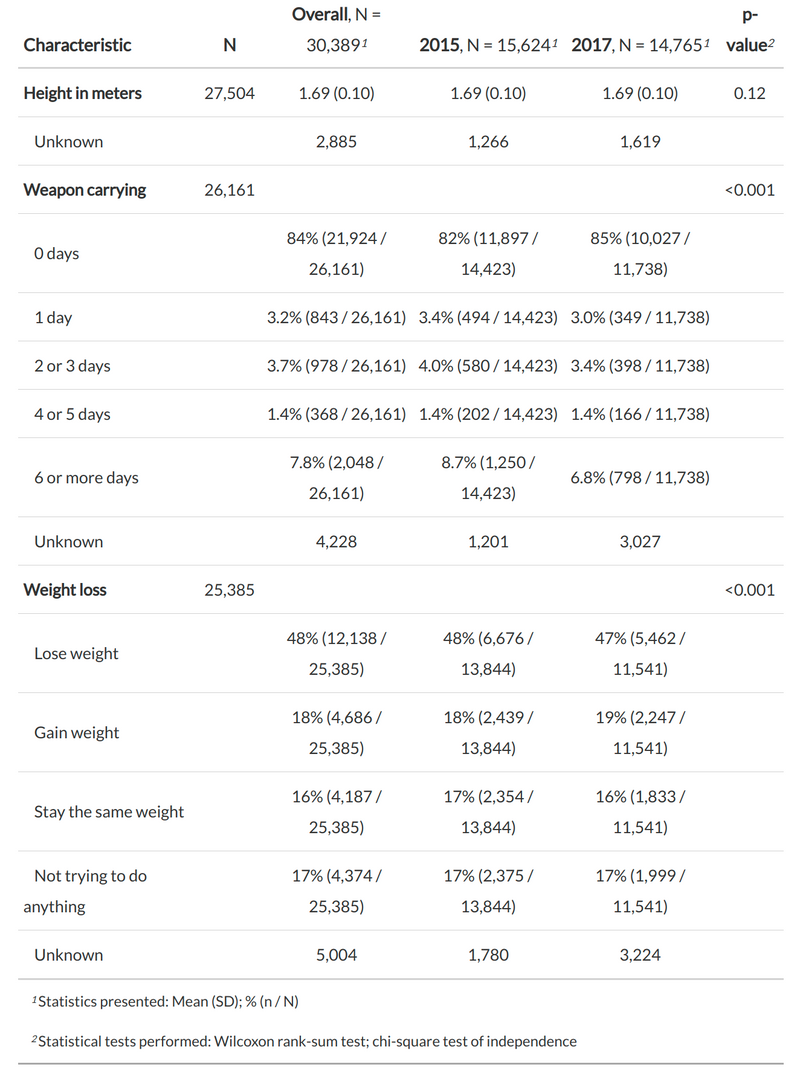 Characteristic N Overall, N = 30,389¹ 2015, N = 15,624¹ 2017, N = 14,765¹ p-value²
Height in meters 27,504 1.69 (0.10) 1.69 (0.10) 1.69 (0.10) 0.12
Unknown 2,885 1,266 1,619
Weapon carrying 26,161 <0.001
0 days 84% (21,924 / 26,161) 82% (11,897 / 14,423) 85% (10,027 / 11,738)
1 day 3.2% (843 / 26,161) 3.4% (494 / 14,423) 3.0% (349 / 11,738)
2 or 3 days 3.7% (978 / 26,161) 4.0% (580 / 14,423) 3.4% (398 / 11,738)
4 or 5 days 1.4% (368 / 26,161) 1.4% (202 / 14,423) 1.4% (166 / 11,738)
6 or more days 7.8% (2,048 / 26,161) 8.7% (1,250 / 14,423) 6.8% (798 / 11,738)
Unknown 4,228 1,201 3,027
Weight loss 25,385 <0.001
Lose weight 48% (12,138 / 25,385) 48% (6,676 / 13,844) 47% (5,462 / 11,541)
Gain weight 18% (4,686 / 25,385) 18% (2,439 / 13,844) 19% (2,247 / 11,541)
Stay the same weight 16% (4,187 / 25,385) 17% (2,354 / 13,844) 16% (1,833 / 11,541)
Not trying to do anything 17% (4,374 / 25,385) 17% (2,375 / 13,844) 17% (1,999 / 11,541)
Unknown 5,004 1,780 3,224
¹Statistics presented: Mean (SD); % (n / N)
²Statistical tests performed: Wilcoxon rank-sum test; chi-square test of independence